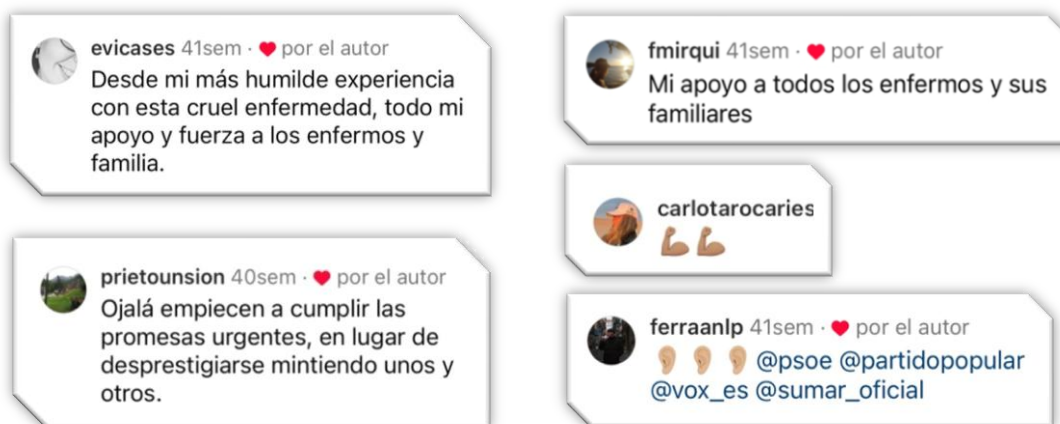 evicases 41sem · ❤️ por el autor
Desde mi más humilde experiencia
con esta cruel enfermedad, todo mi
apoyo y fuerza a los enfermos y
familia.
prietounsion 40sem · ❤️ por el autor
Ojalá empiecen a cumplir las
promesas urgentes, en lugar de
desprestigiarse mintiendo unos y
otros.
fmirqui 41sem · ❤️ por el autor
Mi apoyo a todos los enfermos y sus
familiares
carlotarocaries
💪🏽💪🏽
ferraanlp 41sem · ❤️ por el autor
👂🏼👂🏼👂🏼 @psoe @partidopopular
@vox_es @sumar_oficial